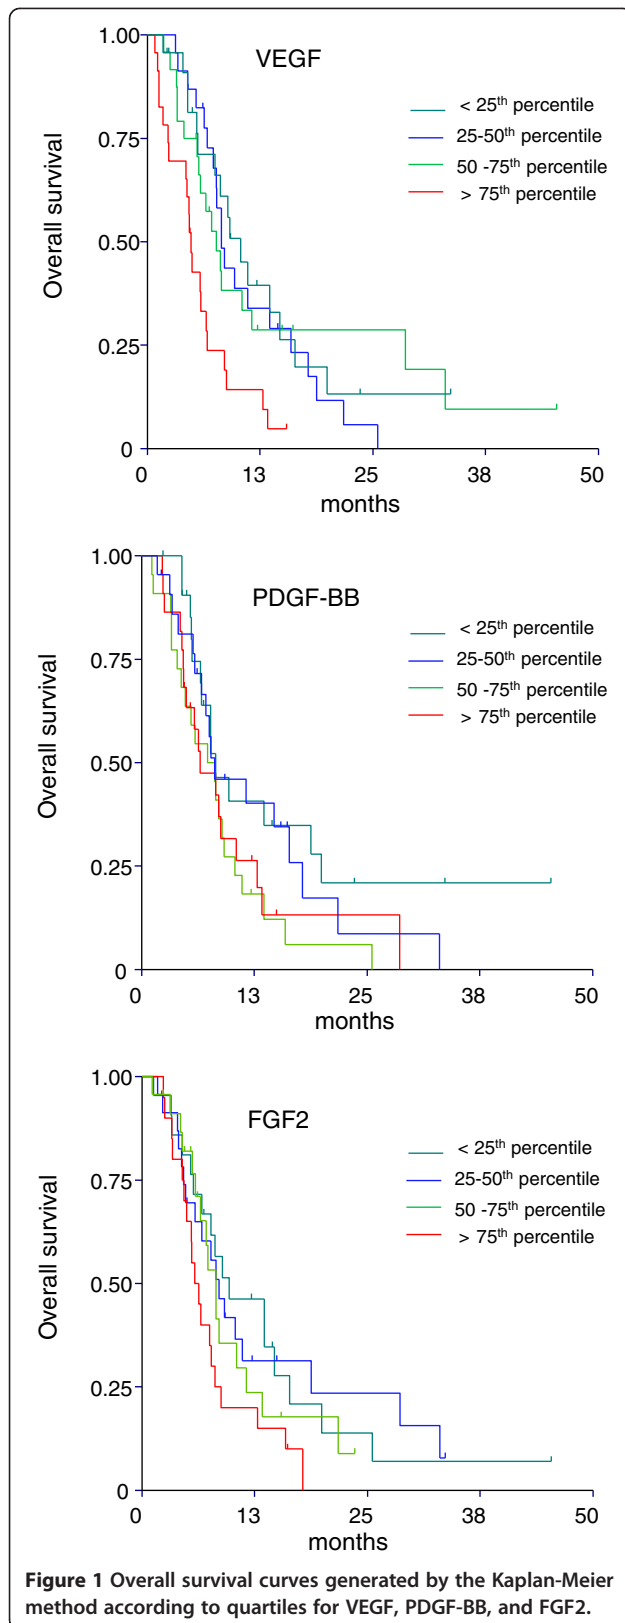 1.00
VEGF
< 25th percentile
25-50th percentile
50 -75th percentile
> 75th percentile
0.75
0.50
0.25
0
Overall survival
0 13 25 38 50
months
1.00
PDGF-BB
< 25th percentile
25-50th percentile
50 -75th percentile
> 75th percentile
0.75
0.50
0.25
0
Overall survival
0 13 25 38 50
months
1.00
FGF2
< 25th percentile
25-50th percentile
50 -75th percentile
> 75th percentile
0.75
0.50
0.25
0
Overall survival
0 13 25 38 50
months
Figure 1 Overall survival curves generated by the Kaplan-Meier
method according to quartiles for VEGF, PDGF-BB, and FGF2.